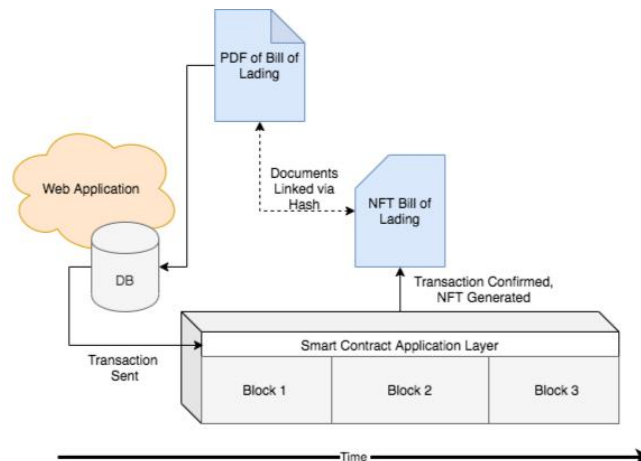 PDF of Bill of
Lading
Web Application
Documents
Linked via
Hash
NFT Bill of
Lading
DB
Transaction Confirmed,
NFT Generated
Transaction
Sent
Smart Contract Application Layer
Block 1
Block 2
Block 3
Time